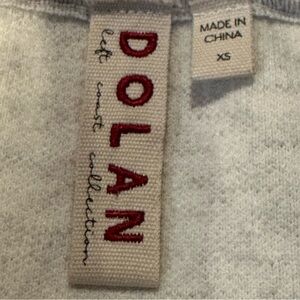 DOLAN
left coast collection
MADE IN
CHINA
XS